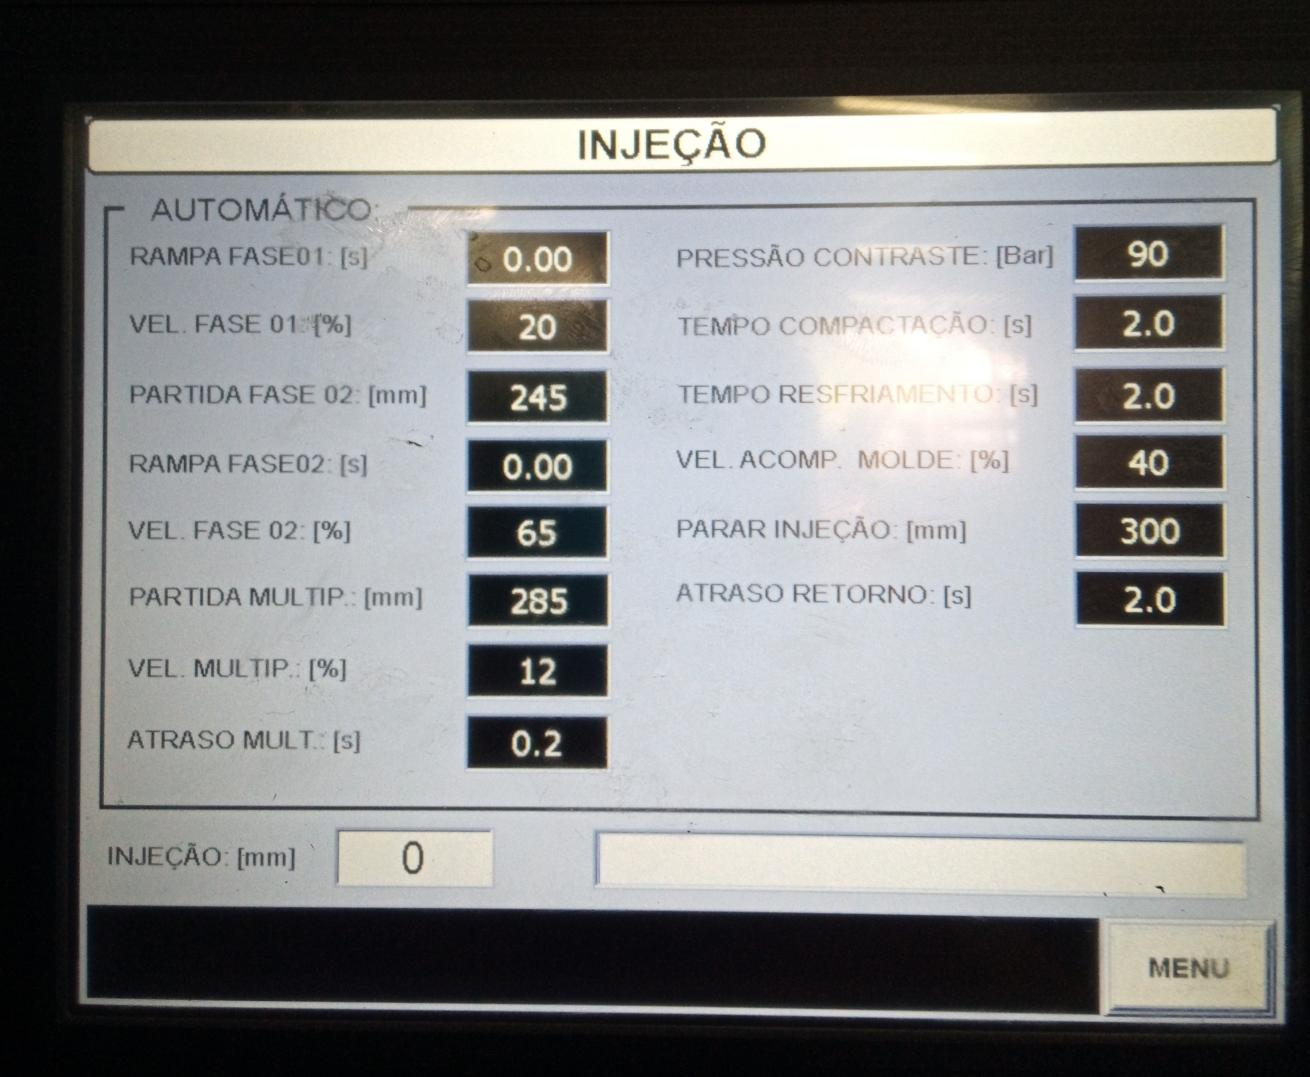 INJEÇÃO
AUTOMÁTICO:
RAMPA FASE01: [s] 0.00
VEL. FASE 01: [%] 20
PARTIDA FASE 02: [mm] 245
RAMPA FASE02: [s] 0.00
VEL. FASE 02: [%] 65
PARTIDA MULTIP.: [mm] 285
VEL. MULTIP.: [%] 12
ATRASO MULT.: [s] 0.2
PRESSÃO CONTRASTE: [Bar] 90
TEMPO COMPACTAÇÃO: [s] 2.0
TEMPO RESFRIAMENTO: [s] 2.0
VEL. ACOMP. MOLDE: [%] 40
PARAR INJEÇÃO: [mm] 300
ATRASO RETORNO: [s] 2.0
INJEÇÃO: [mm] 0
MENU